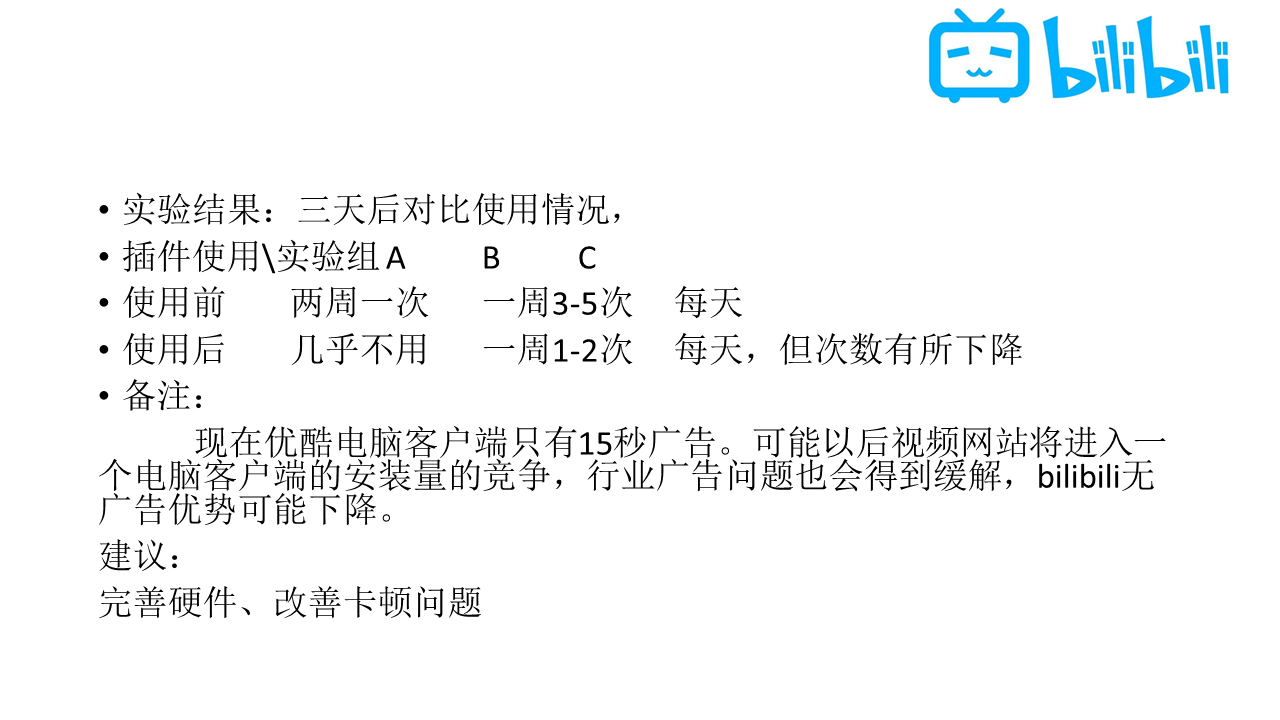 bilibili
• 实验结果：三天后对比使用情况，
• 插件使用\实验组 A B C
• 使用前 两周一次 一周3-5次 每天
• 使用后 几乎不用 一周1-2次 每天，但次数有所下降
• 备注：
现在优酷电脑客户端只有15秒广告。可能以后视频网站将进入一
个电脑客户端的安装量的竞争，行业广告问题也会得到缓解，bilibili无
广告优势可能下降。
建议：
完善硬件、改善卡顿问题